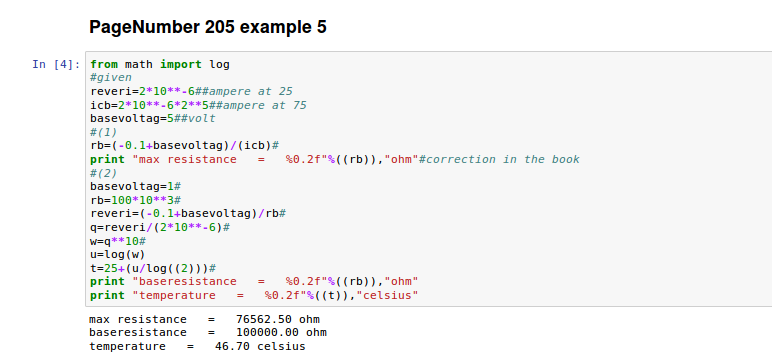 PageNumber 205 example 5
In [4]: from math import log
#given
reveri=2*10**-6##ampere at 25
icb=2*10**-6*2**5##ampere at 75
basevoltag=5##volt
#(1)
rb=(-0.1+basevoltag)/(icb)#
print "max resistance   =   %0.2f"%((rb)),"ohm"#correction in the book
#(2)
basevoltag=1#
rb=100*10**3#
reveri=(-0.1+basevoltag)/rb#
q=reveri/(2*10**-6)#
w=q**10#
u=log(w)
t=25+(u/log((2)))#
print "baseresistance   =   %0.2f"%((rb)),"ohm"
print "temperature   =   %0.2f"%((t)),"celsius"
max resistance   =   76562.50 ohm
baseresistance   =   100000.00 ohm
temperature   =   46.70 celsius